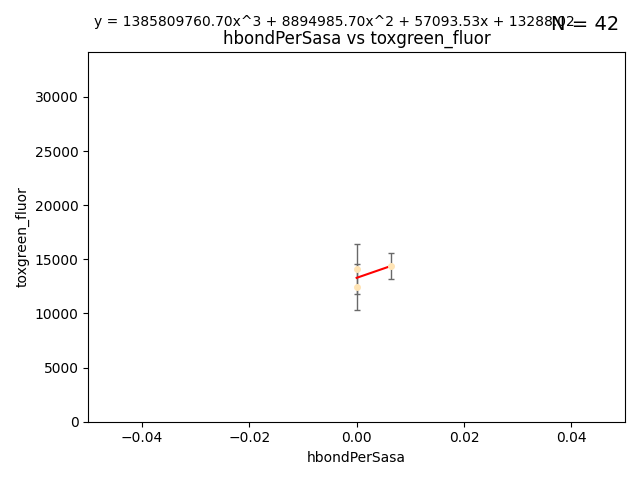 y = 1385809760.70x^3 + 8894985.70x^2 + 57093.53x + 13288.02
N = 42
hbondPerSasa vs toxgreen_fluor
30000
25000
20000
15000
10000
5000
0
toxgreen_fluor
−0.04
−0.02
0.00
0.02
0.04
hbondPerSasa